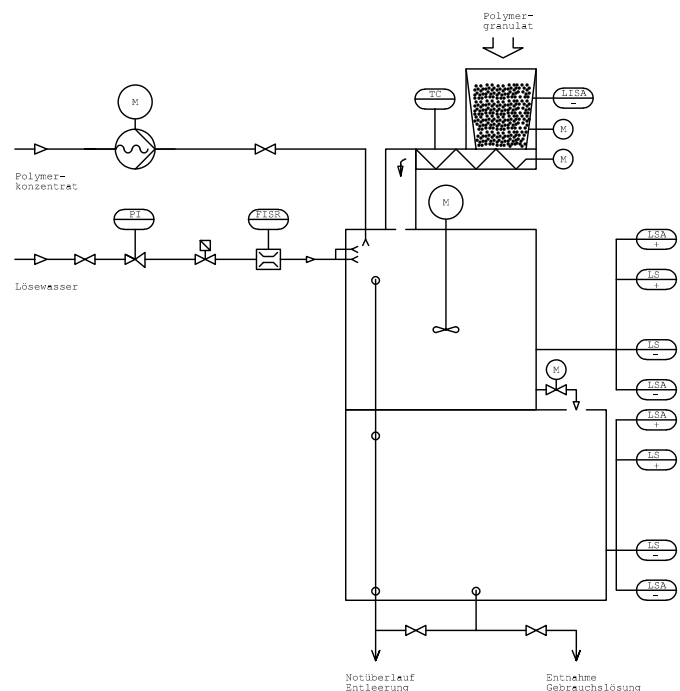 Polymer-
granulat
TC
LISA
-
M
M
M
Polymer-
konzentrat
M
PI
FISR
Lösewasser
LSA
+
LS
+
LS
-
M
LSA
-
LSA
+
LS
+
LS
-
LSA
-
Notüberlauf
Entleerung
Entnahme
Gebrauchslösung